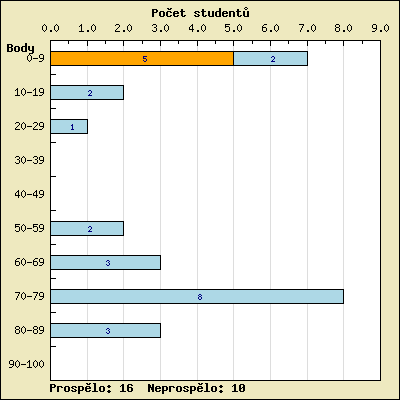 Počet studentů
0.0 1.0 2.0 3.0 4.0 5.0 6.0 7.0 8.0 9.0
Body
0-9 5 2
10-19 2
20-29 1
30-39
40-49
50-59 2
60-69 3
70-79 8
80-89 3
90-100
Prospělo: 16 Neprospělo: 10